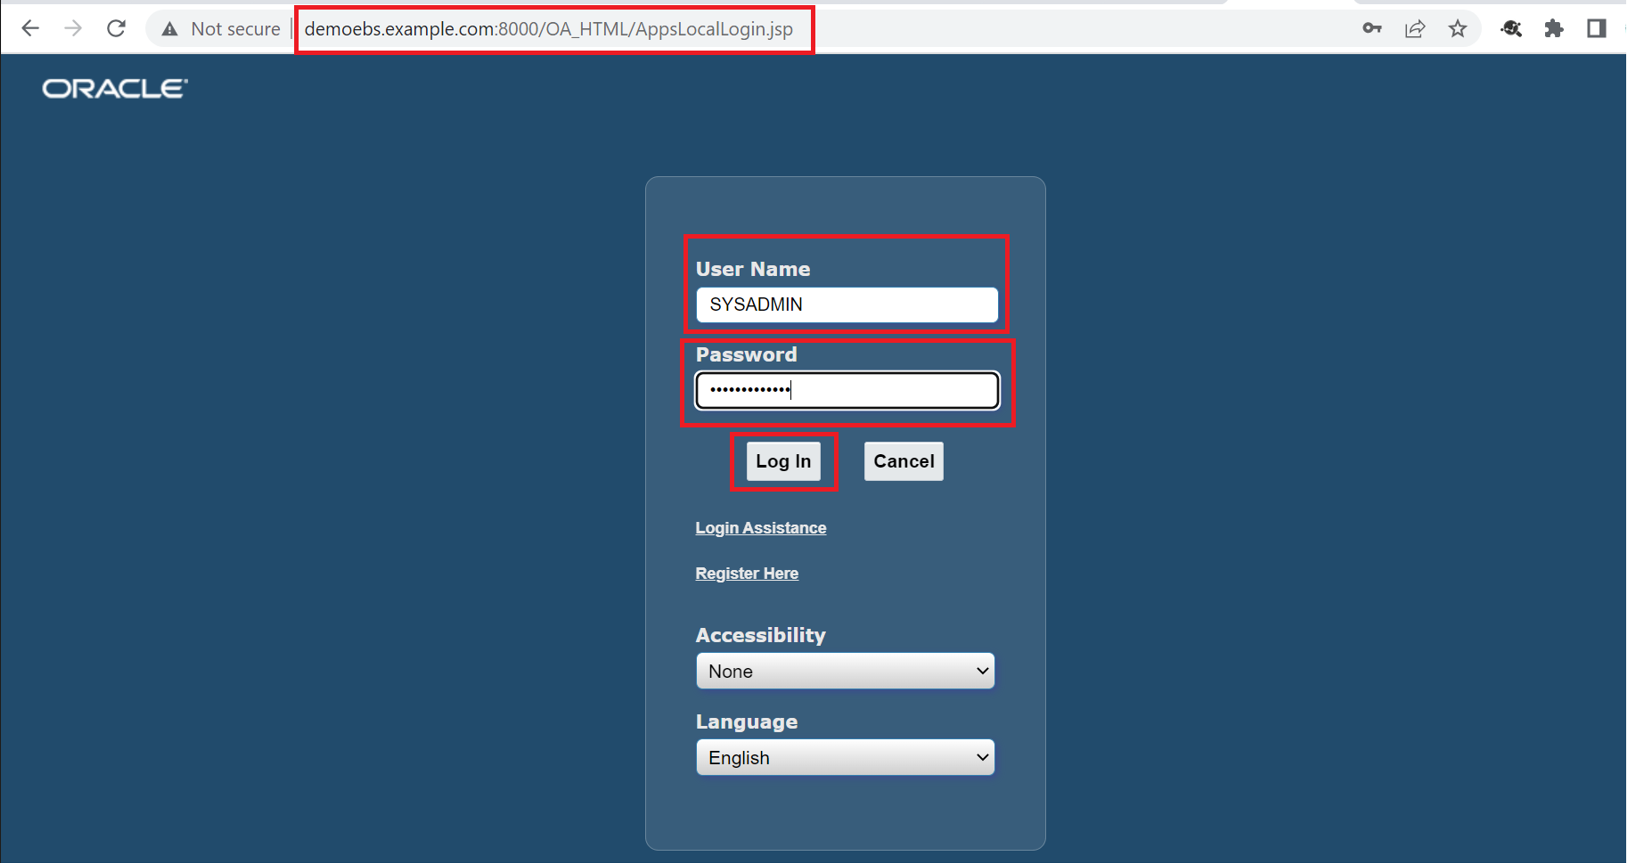 Not secure | demoebs.example.com:8000/OA_HTML/AppsLocalLogin.jsp
ORACLE
User Name
SYSADMIN
Password
•••••••••••••
Log In Cancel
Login Assistance
Register Here
Accessibility
None
Language
English